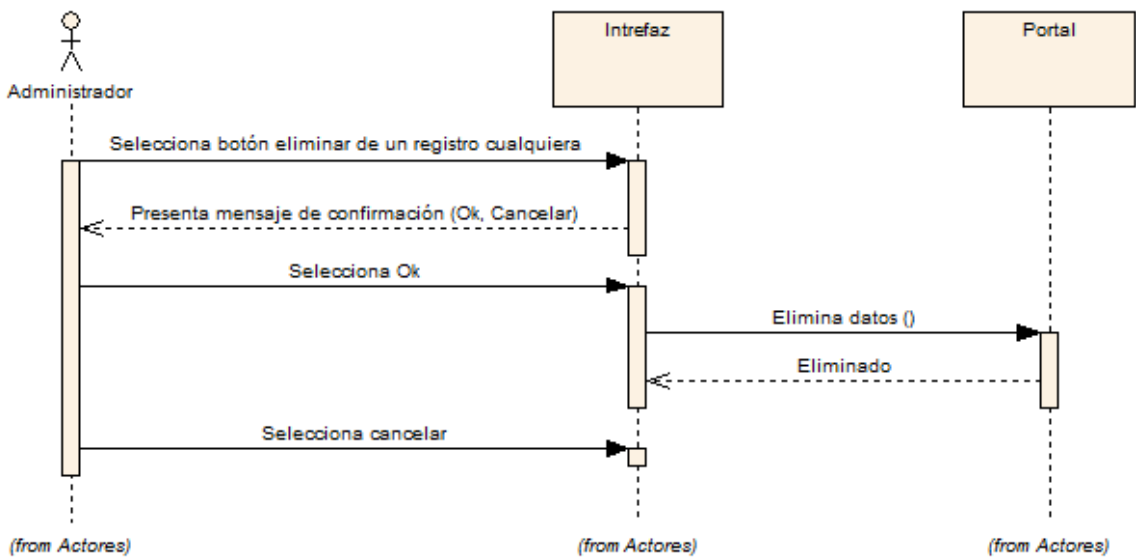 Intrefaz
Portal
Administrador
Selecciona botón eliminar de un registro cualquiera
Presenta mensaje de confirmación (Ok, Cancelar)
Selecciona Ok
Elimina datos ()
Eliminado
Selecciona cancelar
(from Actores)
(from Actores)
(from Actores)